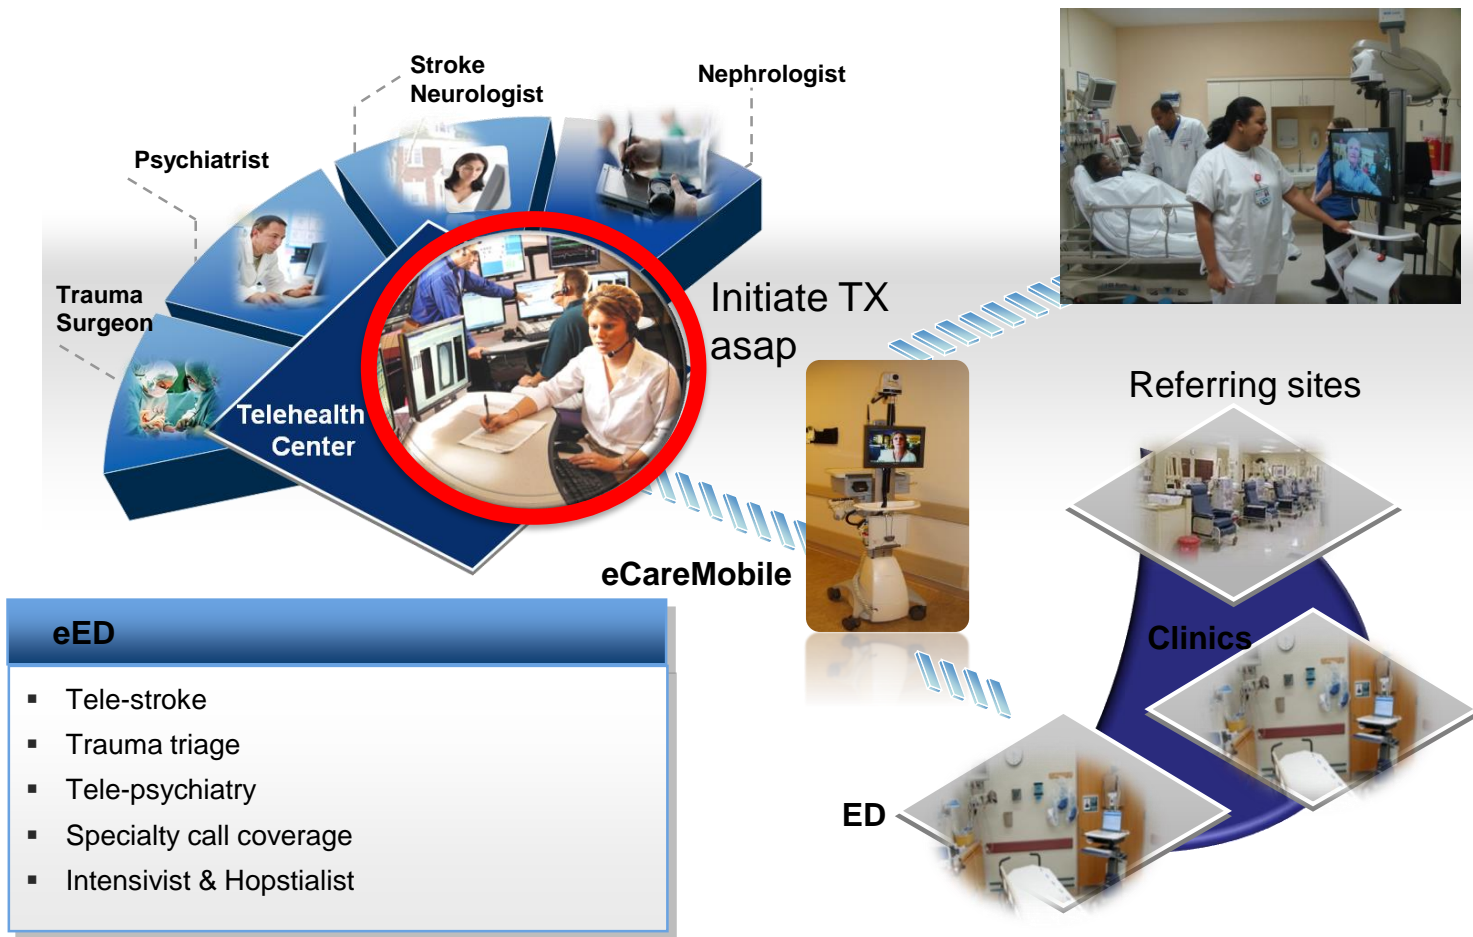 Stroke
Neurologist
Nephrologist
Psychiatrist
Trauma
Surgeon
Telehealth
Center
Initiate TX
asap
Referring sites
eCareMobile
Clinics
ED
eED
▪ Tele-stroke
▪ Trauma triage
▪ Tele-psychiatry
▪ Specialty call coverage
▪ Intensivist & Hopstialist